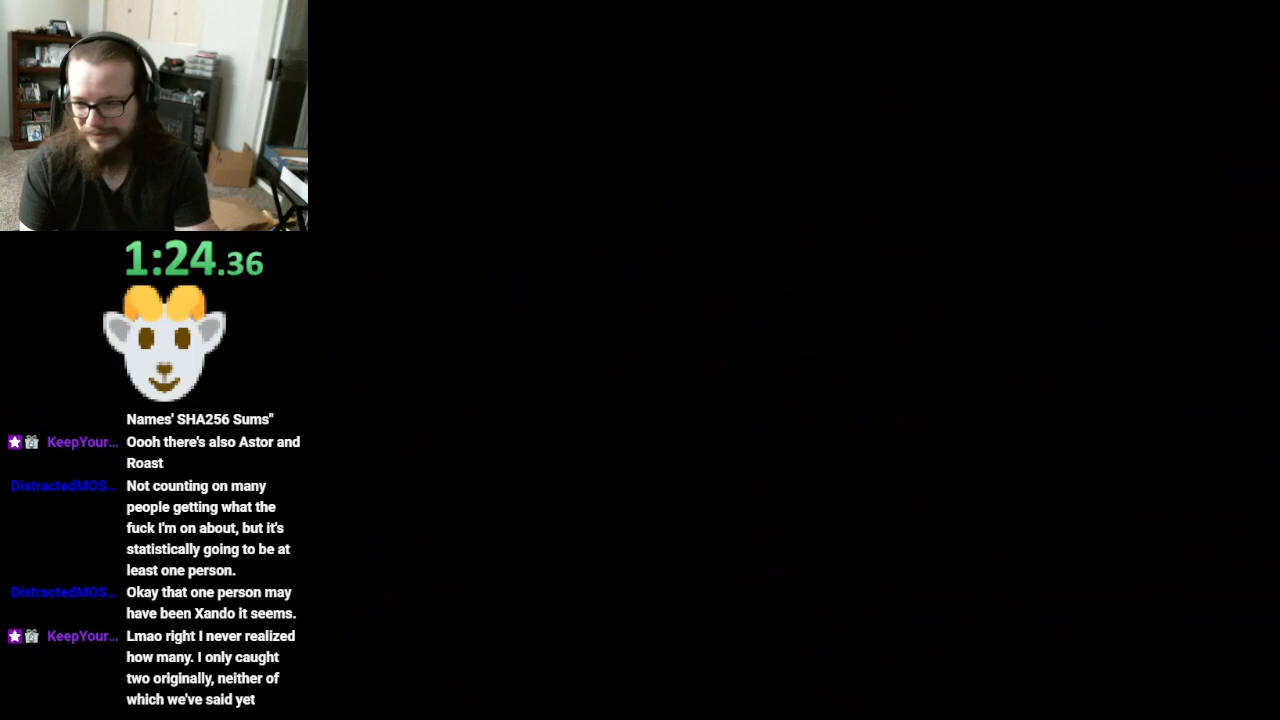 1:24.36
Names' SHA256 Sums"
KeepYour... Oooh there's also Astor and
Roast
DistractedMOS... Not counting on many
people getting what the
fuck I'm on about, but it's
statistically going to be at
least one person.
DistractedMOS... Okay that one person may
have been Xando it seems.
KeepYour... Lmao right I never realized
how many. I only caught
two originally, neither of
which we've said yet